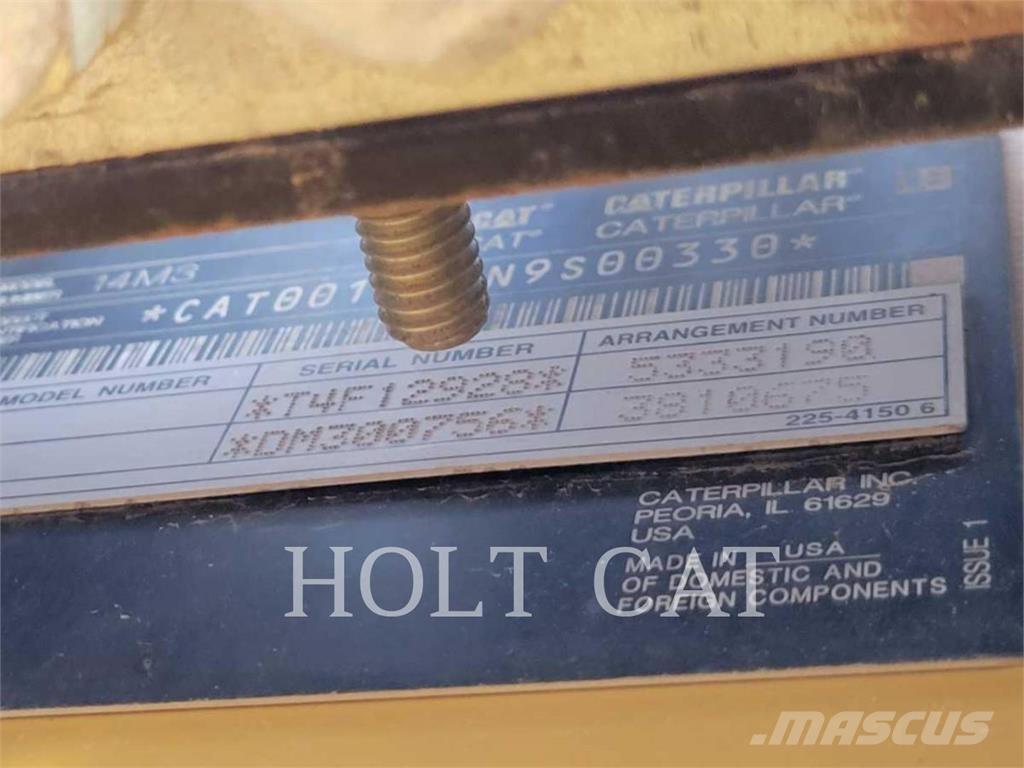 CAT CATERPILLAR
CAT CATERPILLAR
14M3
NUMBER
*CAT001 N9S00330*
MODEL NUMBER SERIAL NUMBER ARRANGEMENT NUMBER
*T4F12928* 5333190
*DM300756* 3810675
225-4150 6
CATERPILLAR INC.
PEORIA, IL 61629
USA
MADE IN USA
OF DOMESTIC AND
FOREIGN COMPONENTS
ISSUE 1
HOLT CAT
MASCUS